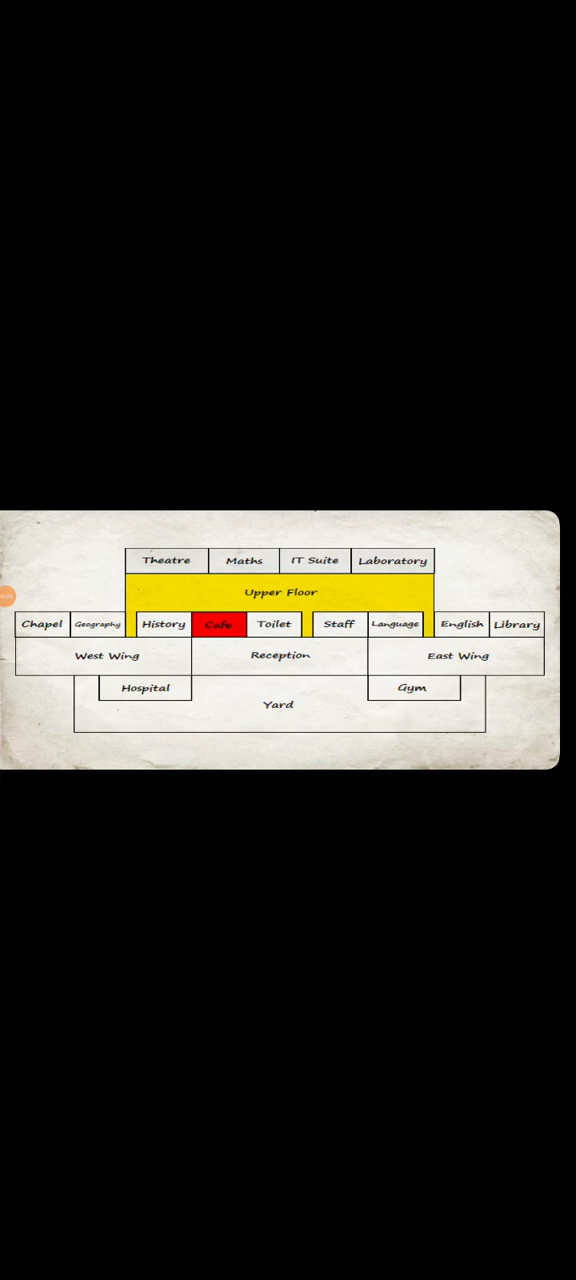 Theatre Maths IT Suite Laboratory
Upper Floor
Chapel Geography History Cafe Toilet Staff Language English Library
West Wing Reception East Wing
Hospital Gym
Yard